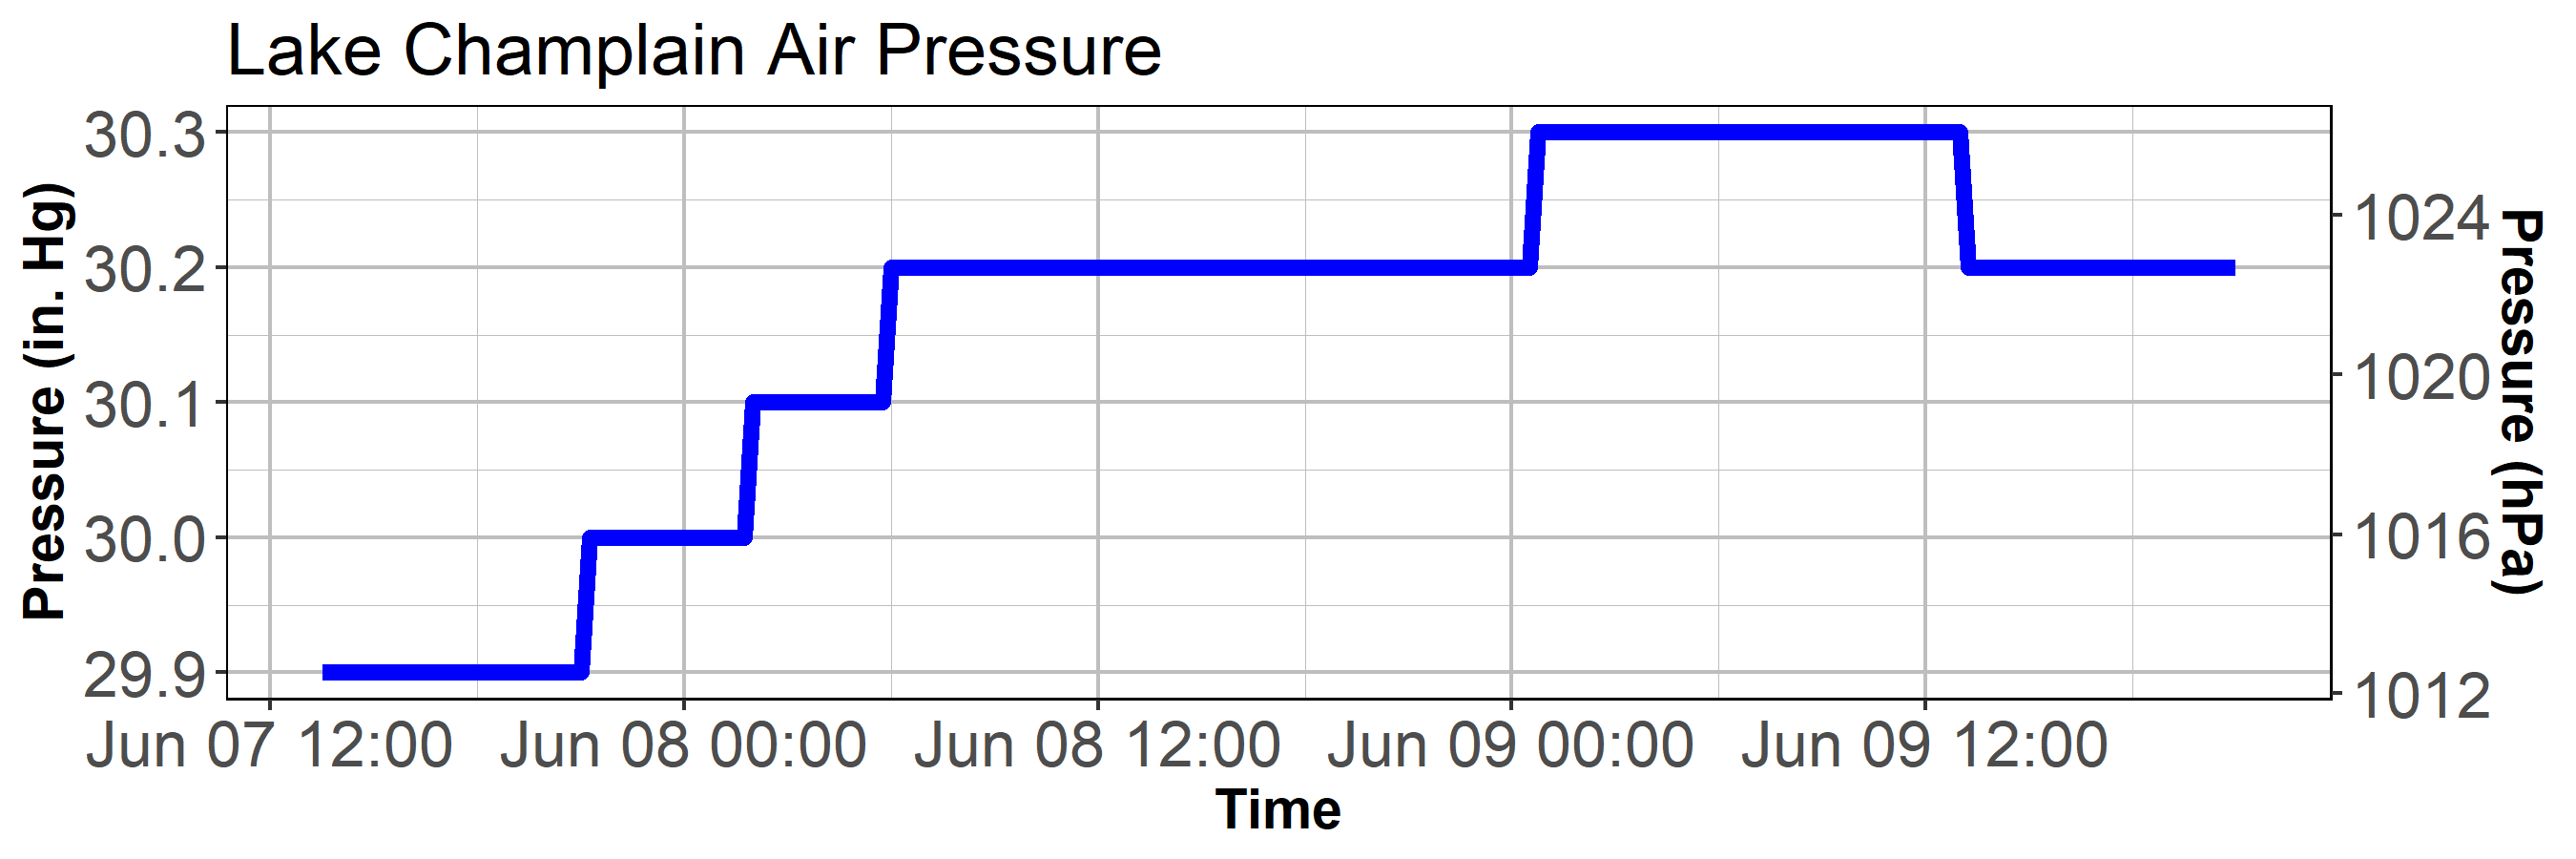 Lake Champlain Air Pressure
Pressure (in. Hg)
30.3
30.2
30.1
30.0
29.9
1024
1020
1016
1012
Pressure (hPa)
Jun 07 12:00 Jun 08 00:00 Jun 08 12:00 Jun 09 00:00 Jun 09 12:00
Time